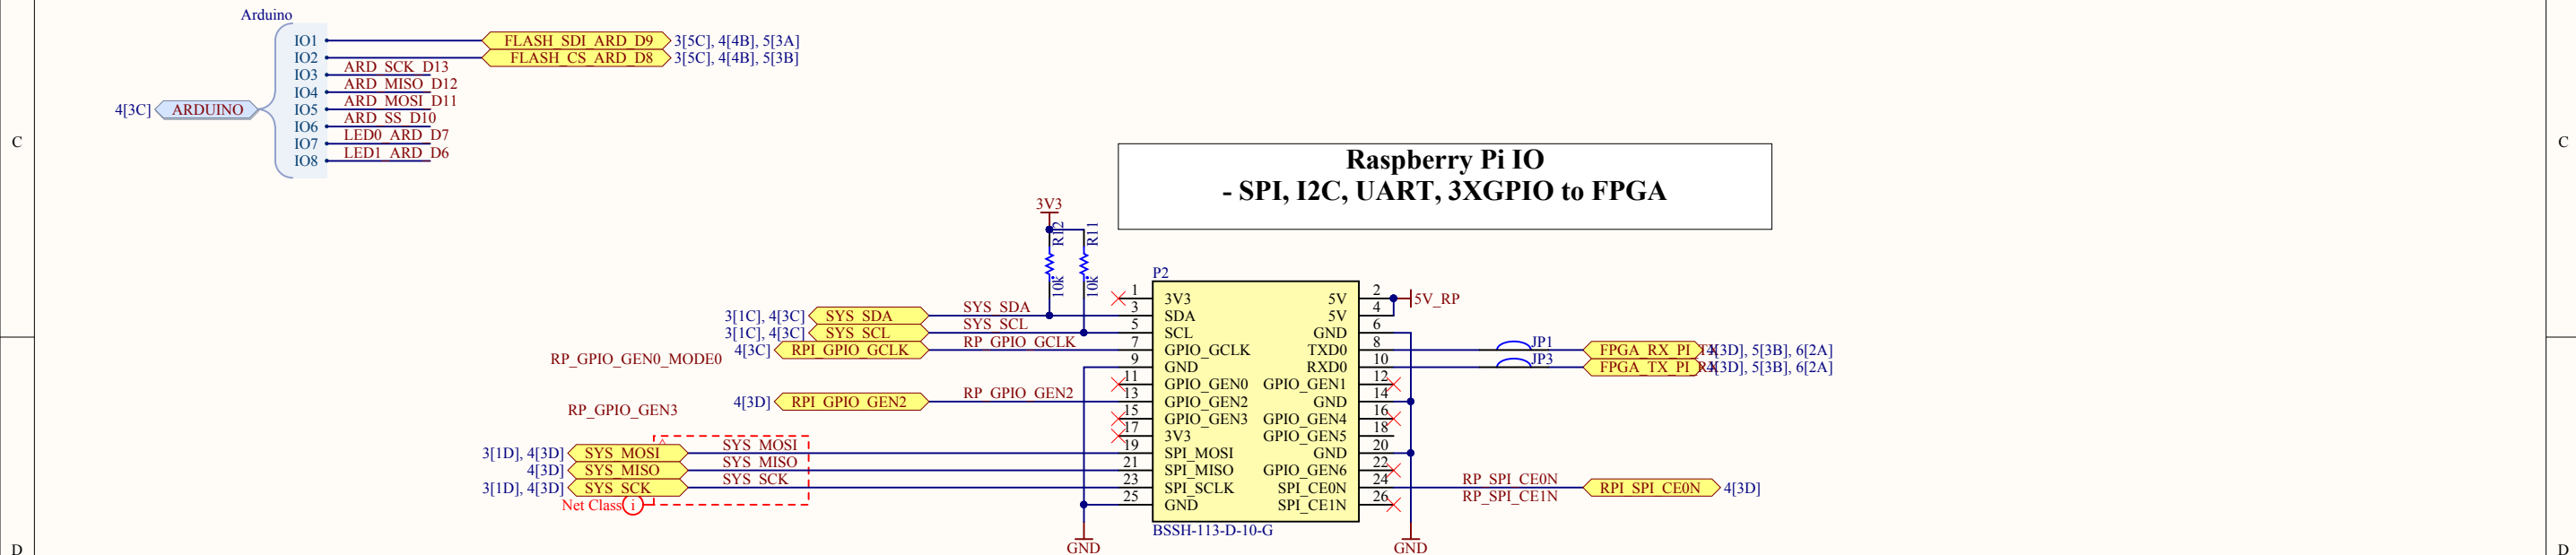 Arduino
IO1 FLASH_SDI_ARD_D9 3[5C], 4[4B], 5[3A]
IO2 FLASH_CS_ARD_D8 3[5C], 4[4B], 5[3B]
IO3 ARD_SCK_D13
IO4 ARD_MISO_D12
4[3C] ARDUINO IO5 ARD_MOSI_D11
IO6 ARD_SS_D10
IO7 LED0_ARD_D7
IO8 LED1_ARD_D6
C C
Raspberry Pi IO
- SPI, I2C, UART, 3XGPIO to FPGA
3V3
R12 R11
10k 10k
P2
1 3V3 5V 2 5V_RP
3[1C], 4[3C] SYS_SDA SYS_SDA 3 SDA 5V 4
3[1C], 4[3C] SYS_SCL SYS_SCL 5 SCL GND 6
4[3C] RPI_GPIO_GCLK RP_GPIO_GCLK 7 GPIO_GCLK TXD0 8 JP1 FPGA_RX_PI_TX 4[3D], 5[3B], 6[2A]
RP_GPIO_GEN0_MODE0 9 GND RXD0 10 JP3 FPGA_TX_PI_RX 4[3D], 5[3B], 6[2A]
11 GPIO_GEN0 GPIO_GEN1 12
4[3D] RPI_GPIO_GEN2 RP_GPIO_GEN2 13 GPIO_GEN2 GND 14
RP_GPIO_GEN3 15 GPIO_GEN3 GPIO_GEN4 16
17 3V3 GPIO_GEN5 18
3[1D], 4[3D] SYS_MOSI SYS_MOSI 19 SPI_MOSI GND 20
4[3D] SYS_MISO SYS_MISO 21 SPI_MISO GPIO_GEN6 22
3[1D], 4[3D] SYS_SCK SYS_SCK 23 SPI_SCLK SPI_CE0N 24 RP_SPI_CE0N RPI_SPI_CE0N 4[3D]
Net Class i 25 GND SPI_CE1N 26 RP_SPI_CE1N
BSSH-113-D-10-G
GND GND
D D